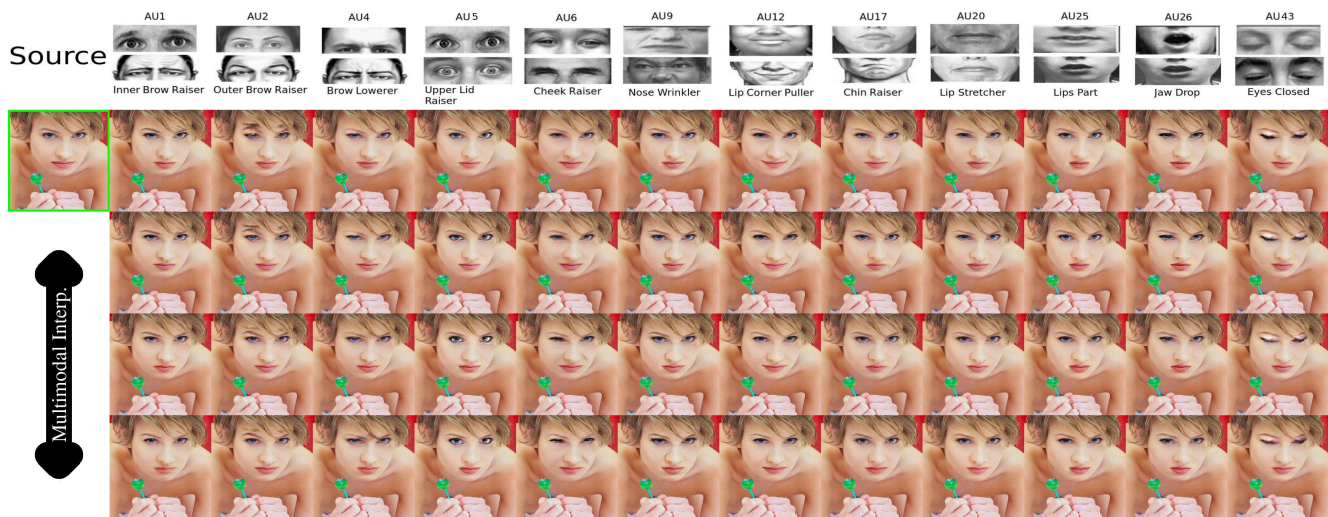 Source
AU1
AU2
AU4
AU5
AU6
AU9
AU12
AU17
AU20
AU25
AU26
AU43
Inner Brow Raiser
Outer Brow Raiser
Brow Lowerer
Upper Lid
Raiser
Cheek Raiser
Nose Wrinkler
Lip Corner Puller
Chin Raiser
Lip Stretcher
Lips Part
Jaw Drop
Eyes Closed
Multimodal Interp.